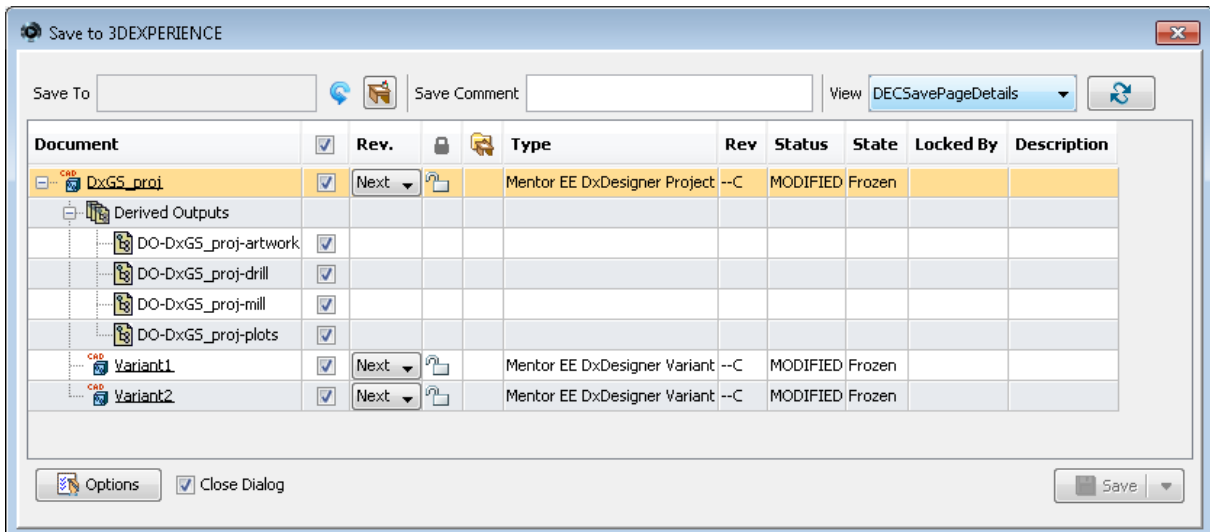 Save to 3DEXPERIENCE
Save To Save Comment View DECSavePageDetails
Document Rev. Type Rev Status State Locked By Description
CAD DxGS_proj Next Mentor EE DxDesigner Project --C MODIFIED Frozen
Derived Outputs
DO-DxGS_proj-artwork
DO-DxGS_proj-drill
DO-DxGS_proj-mill
DO-DxGS_proj-plots
CAD Variant1 Next Mentor EE DxDesigner Variant --C MODIFIED Frozen
CAD Variant2 Next Mentor EE DxDesigner Variant --C MODIFIED Frozen
Options Close Dialog Save